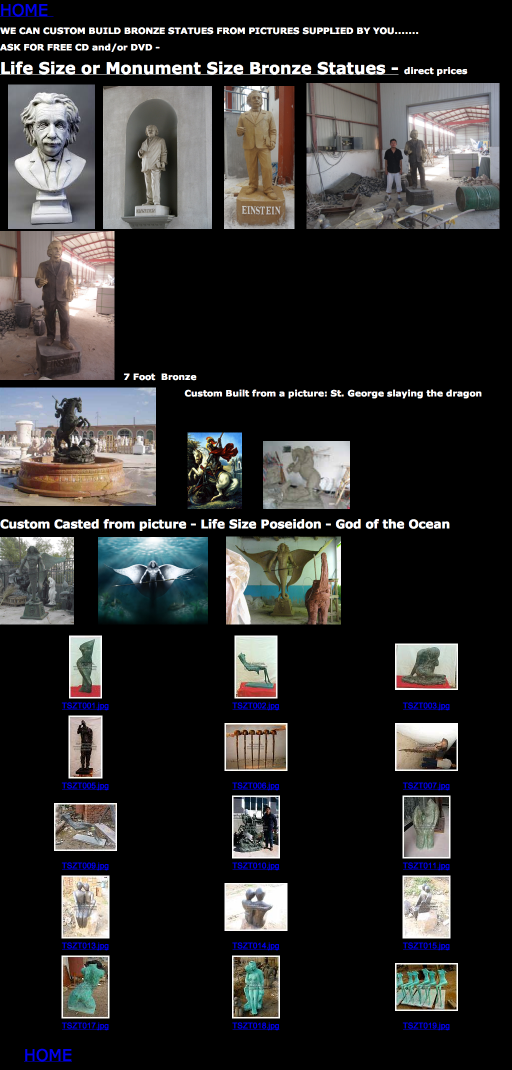 HOME
WE CAN CUSTOM BUILD BRONZE STATUES FROM PICTURES SUPPLIED BY YOU.......
ASK FOR FREE CD and/or DVD -
Life Size or Monument Size Bronze Statues - direct prices
EINSTEIN
7 Foot Bronze
Custom Built from a picture: St. George slaying the dragon
Custom Casted from picture - Life Size Poseidon - God of the Ocean
TSZT001.jpg TSZT002.jpg TSZT003.jpg
TSZT005.jpg TSZT006.jpg TSZT007.jpg
TSZT009.jpg TSZT010.jpg TSZT011.jpg
TSZT013.jpg TSZT014.jpg TSZT015.jpg
TSZT017.jpg TSZT018.jpg TSZT019.jpg
HOME